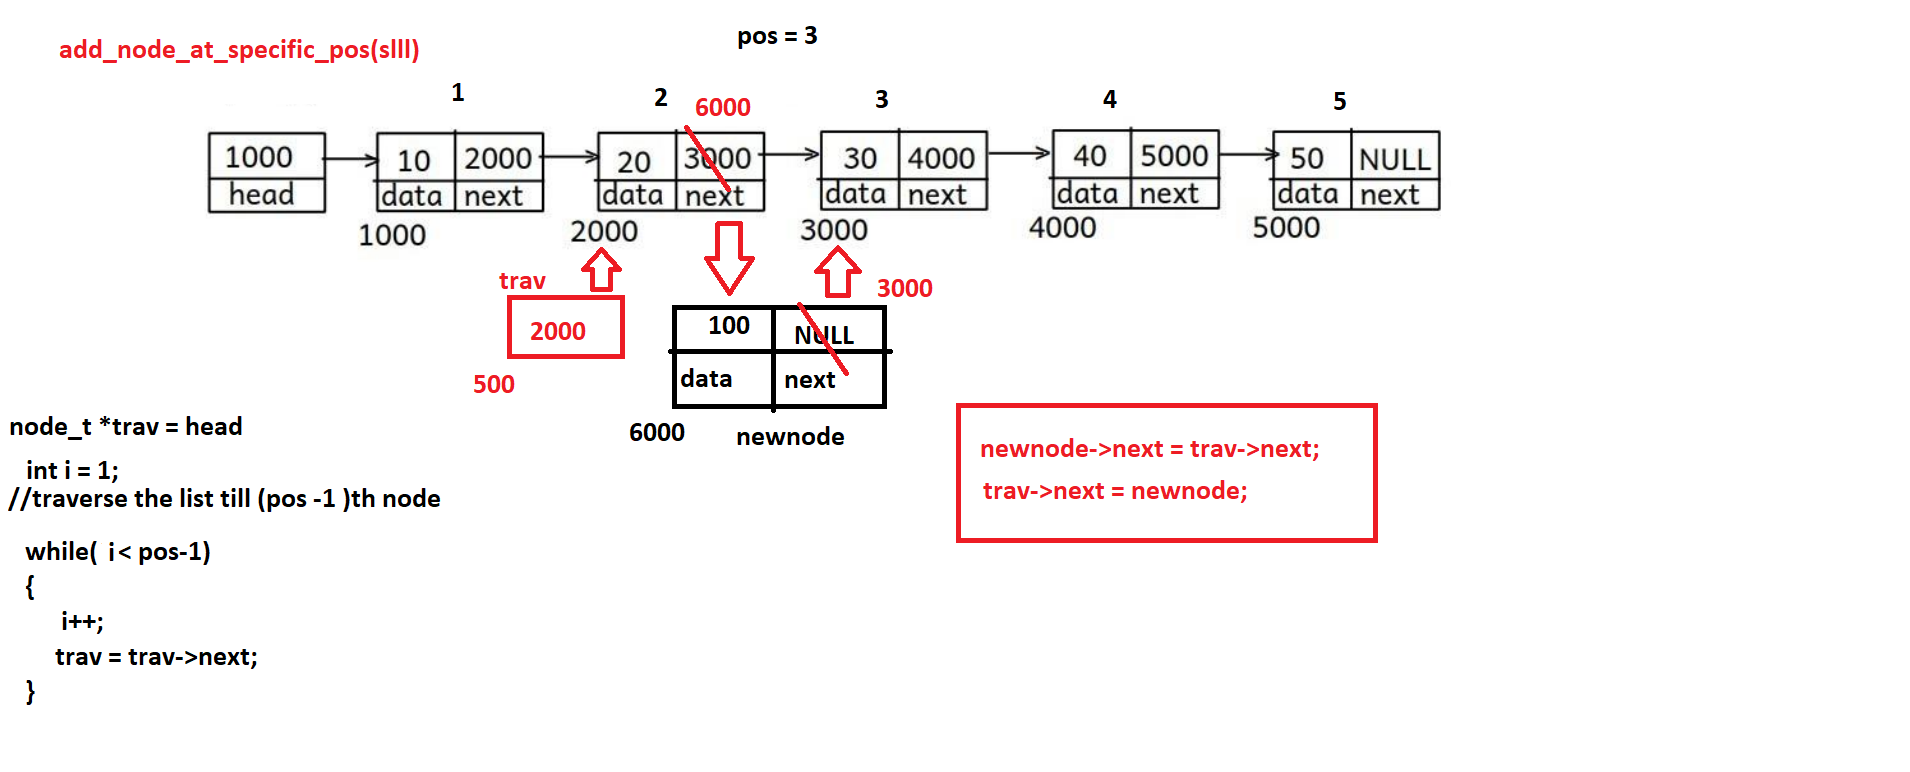 pos = 3
add_node_at_specific_pos(slll)
1 2 6000 3 4 5
1000 10 2000 20 3000 30 4000 40 5000 50 NULL
head data next data next data next data next data next
1000 2000 3000 4000 5000
trav 3000
2000 100 NULL
500 data next
6000 newnode
node_t *trav = head
int i = 1;
//traverse the list till (pos -1 )th node
while( i< pos-1)
{
i++;
trav = trav->next;
}
newnode->next = trav->next;
trav->next = newnode;